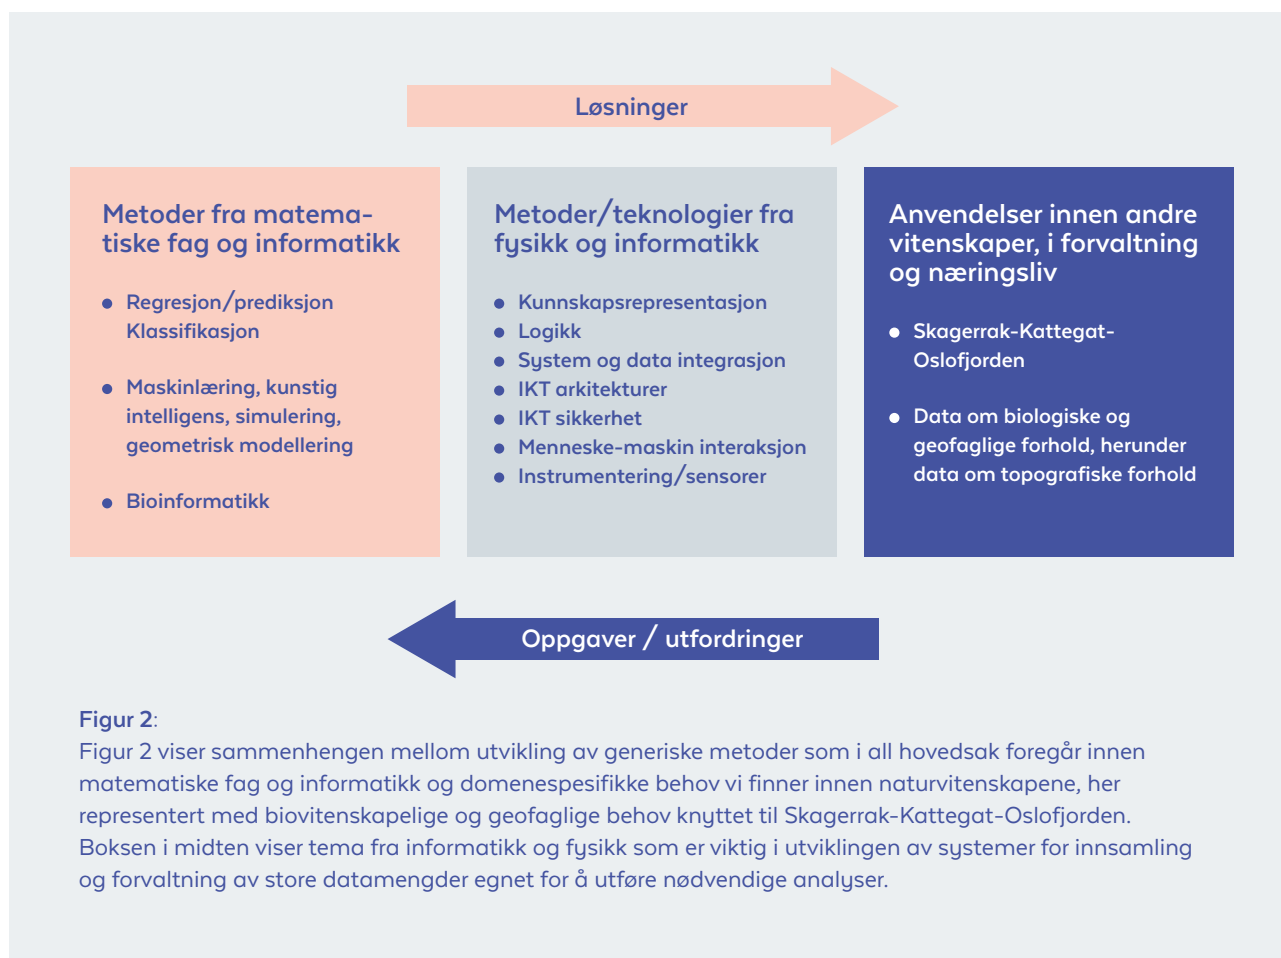 Løsninger
Metoder fra matema-
tiske fag og informatikk
Regresjon/prediksjon
Klassifikasjon
Maskinlæring, kunstig
intelligens, simulering,
geometrisk modellering
Bioinformatikk
Metoder/teknologier fra
fysikk og informatikk
Kunnskapsrepresentasjon
Logikk
System og data integrasjon
IKT arkitekturer
IKT sikkerhet
Menneske-maskin interaksjon
Instrumentering/sensorer
Anvendelser innen andre
vitenskaper, i forvaltning
og næringsliv
Skagerrak-Kattegat-
Oslofjorden
Data om biologiske og
geofaglige forhold, herunder
data om topografiske forhold
Oppgaver / utfordringer
Figur 2:
Figur 2 viser sammenhengen mellom utvikling av generiske metoder som i all hovedsak foregår innen
matematiske fag og informatikk og domenespesifikke behov vi finner innen naturvitenskapene, her
representert med biovitenskapelige og geofaglige behov knyttet til Skagerrak-Kattegat-Oslofjorden.
Boksen i midten viser tema fra informatikk og fysikk som er viktig i utviklingen av systemer for innsamling
og forvaltning av store datamengder egnet for å utføre nødvendige analyser.